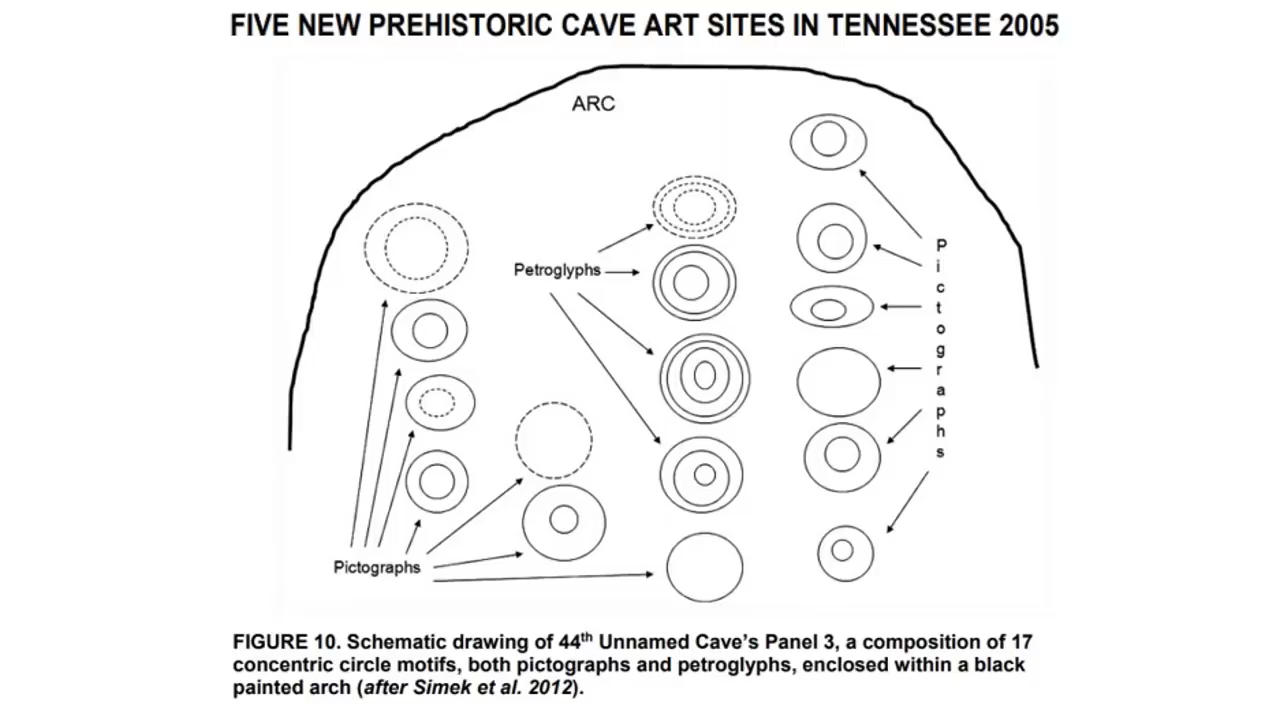 FIVE NEW PREHISTORIC CAVE ART SITES IN TENNESSEE 2005
ARC
Petroglyphs
Pictographs
Pictographs
FIGURE 10. Schematic drawing of 44th Unnamed Cave's Panel 3, a composition of 17
concentric circle motifs, both pictographs and petroglyphs, enclosed within a black
painted arch (after Simek et al. 2012).